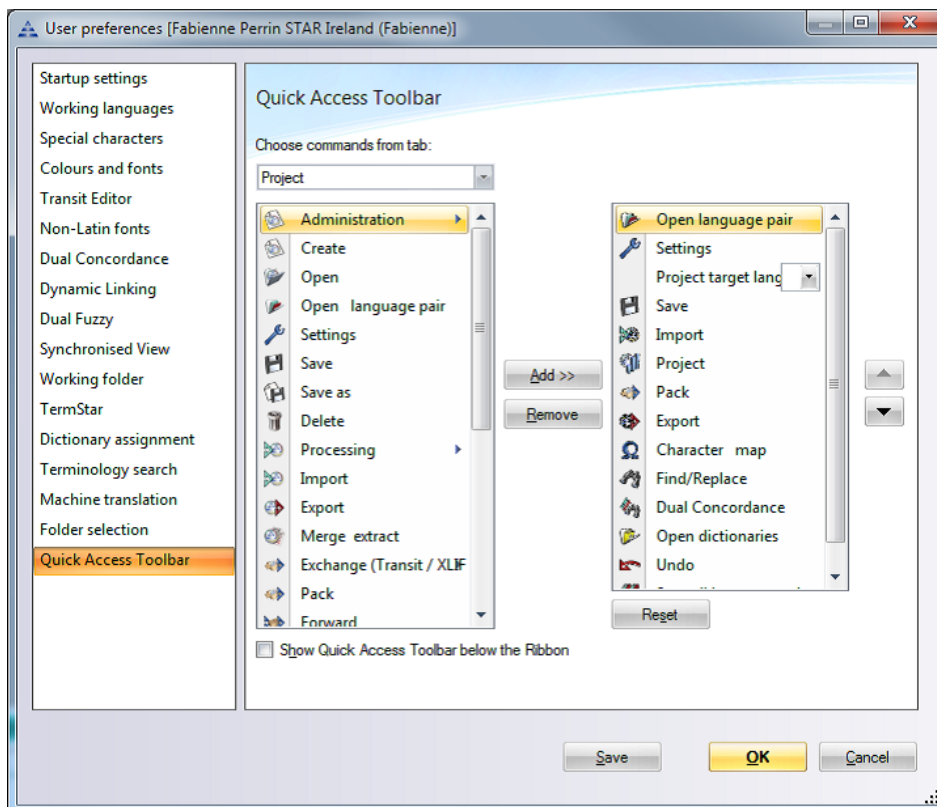 User preferences [Fabienne Perrin STAR Ireland (Fabienne)]
Startup settings
Working languages
Special characters
Colours and fonts
Transit Editor
Non-Latin fonts
Dual Concordance
Dynamic Linking
Dual Fuzzy
Synchronised View
Working folder
TermStar
Dictionary assignment
Terminology search
Machine translation
Folder selection
Quick Access Toolbar
Quick Access Toolbar
Choose commands from tab:
Project
Administration
Create
Open
Open language pair
Settings
Save
Save as
Delete
Processing
Import
Export
Merge extract
Exchange (Transit / XLIF
Pack
Forward
Add >>
Remove
Open language pair
Settings
Project target lang
Save
Import
Project
Pack
Export
Character map
Find/Replace
Dual Concordance
Open dictionaries
Undo
Reset
Show Quick Access Toolbar below the Ribbon
Save
OK
Cancel